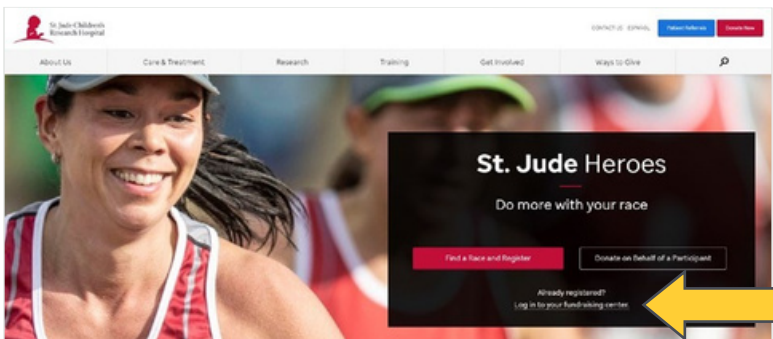 St. Jude Children's
Research Hospital
CONTACT US ESPAÑOL Patient Referrals Donate Now
About Us Care & Treatment Research Training Get Involved Ways to Give
St. Jude Heroes
Do more with your race
Find a Race and Register Donate on Behalf of a Participant
Already registered?
Log in to your fundraising center.